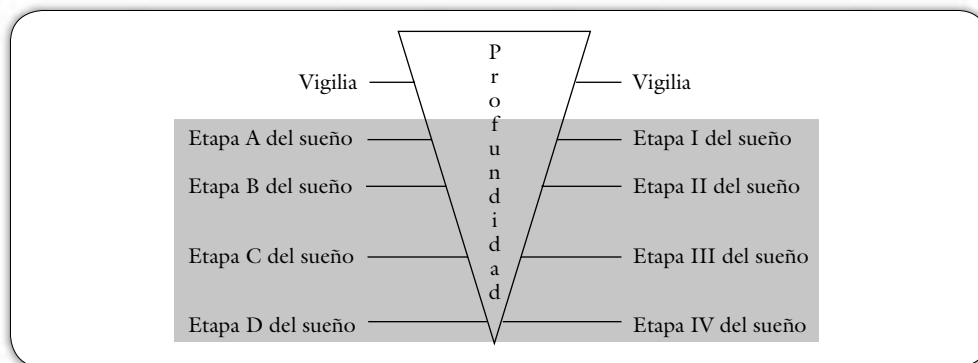 Vigilia
Vigilia
Profundidad
Etapa A del sueño
Etapa I del sueño
Etapa B del sueño
Etapa II del sueño
Etapa C del sueño
Etapa III del sueño
Etapa D del sueño
Etapa IV del sueño